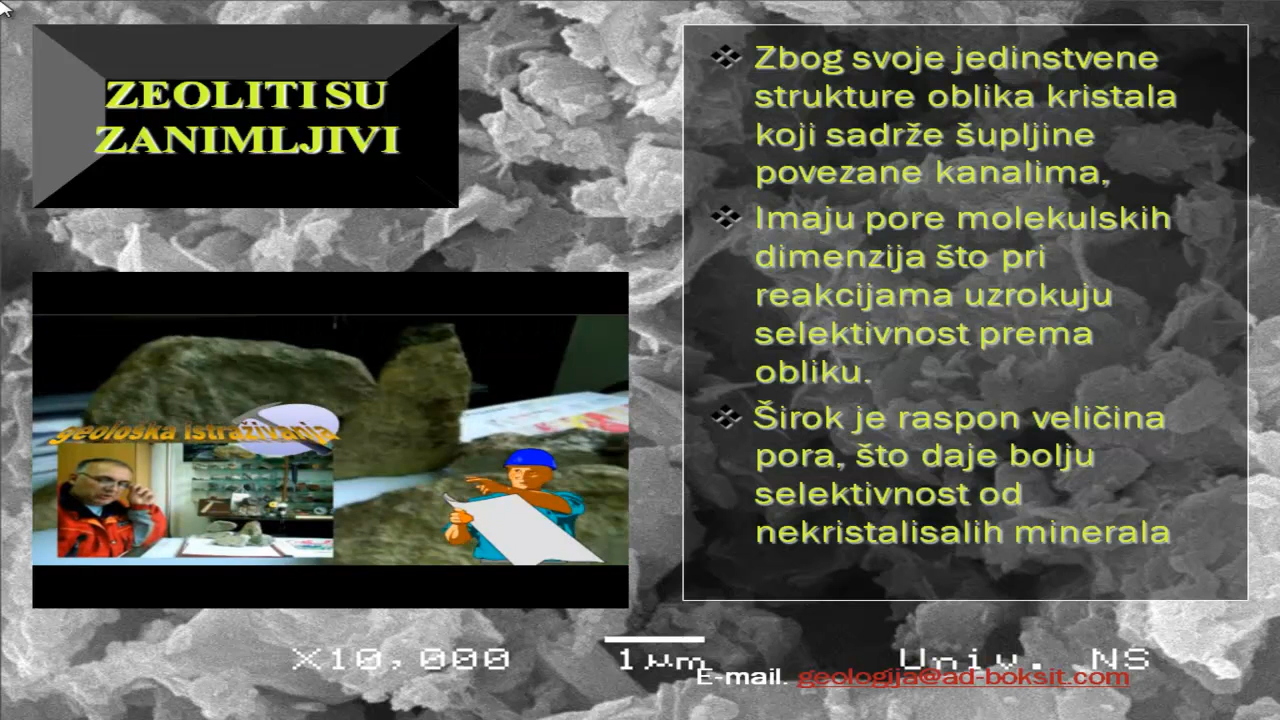 ZEOLITI SU
ZANIMLJIVI
Zbog svoje jedinstvene
strukture oblika kristala
koji sadrže šupljine
povezane kanalima,
Imaju pore molekulskih
dimenzija što pri
reakcijama uzrokuju
selektivnost prema
obliku.
Širok je raspon veličina
pora, što daje bolju
selektivnost od
nekristalisalih minerala
geološka istraživanja
X10,000 1µm Univ. NS
E-mail. geologija@ad-boksit.com